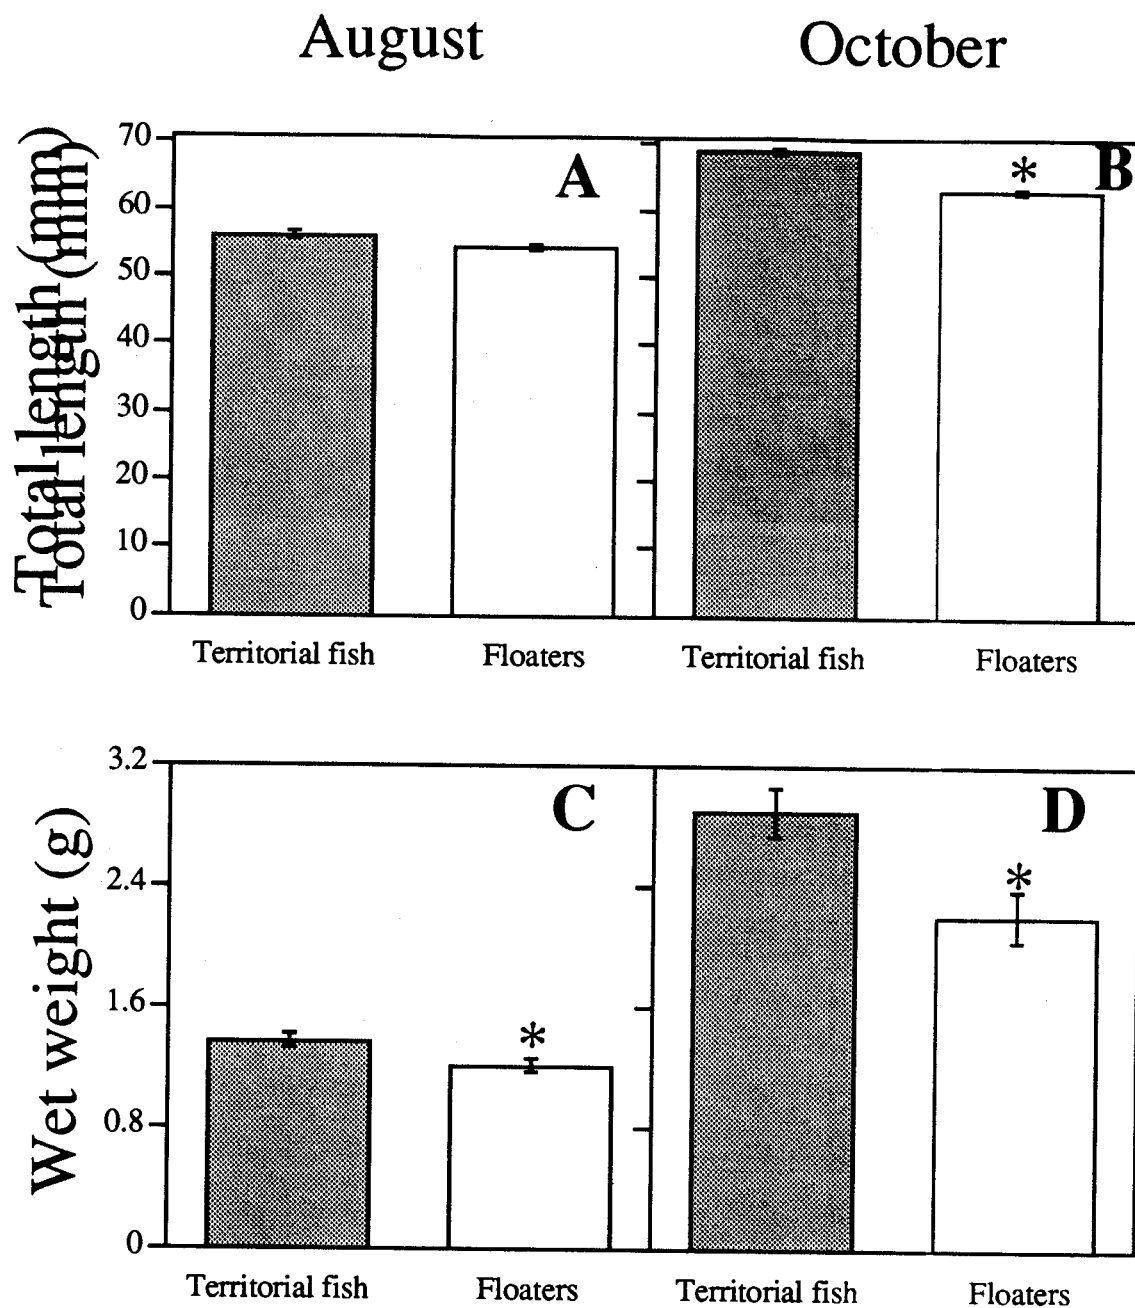 August
October
Total length (mm)
Total length (mm)
70
60
50
40
30
20
10
0
A
* B
Territorial fish
Floaters
Territorial fish
Floaters
Wet weight (g)
3.2
2.4
1.6
0.8
0
C
*
D
*
Territorial fish
Floaters
Territorial fish
Floaters